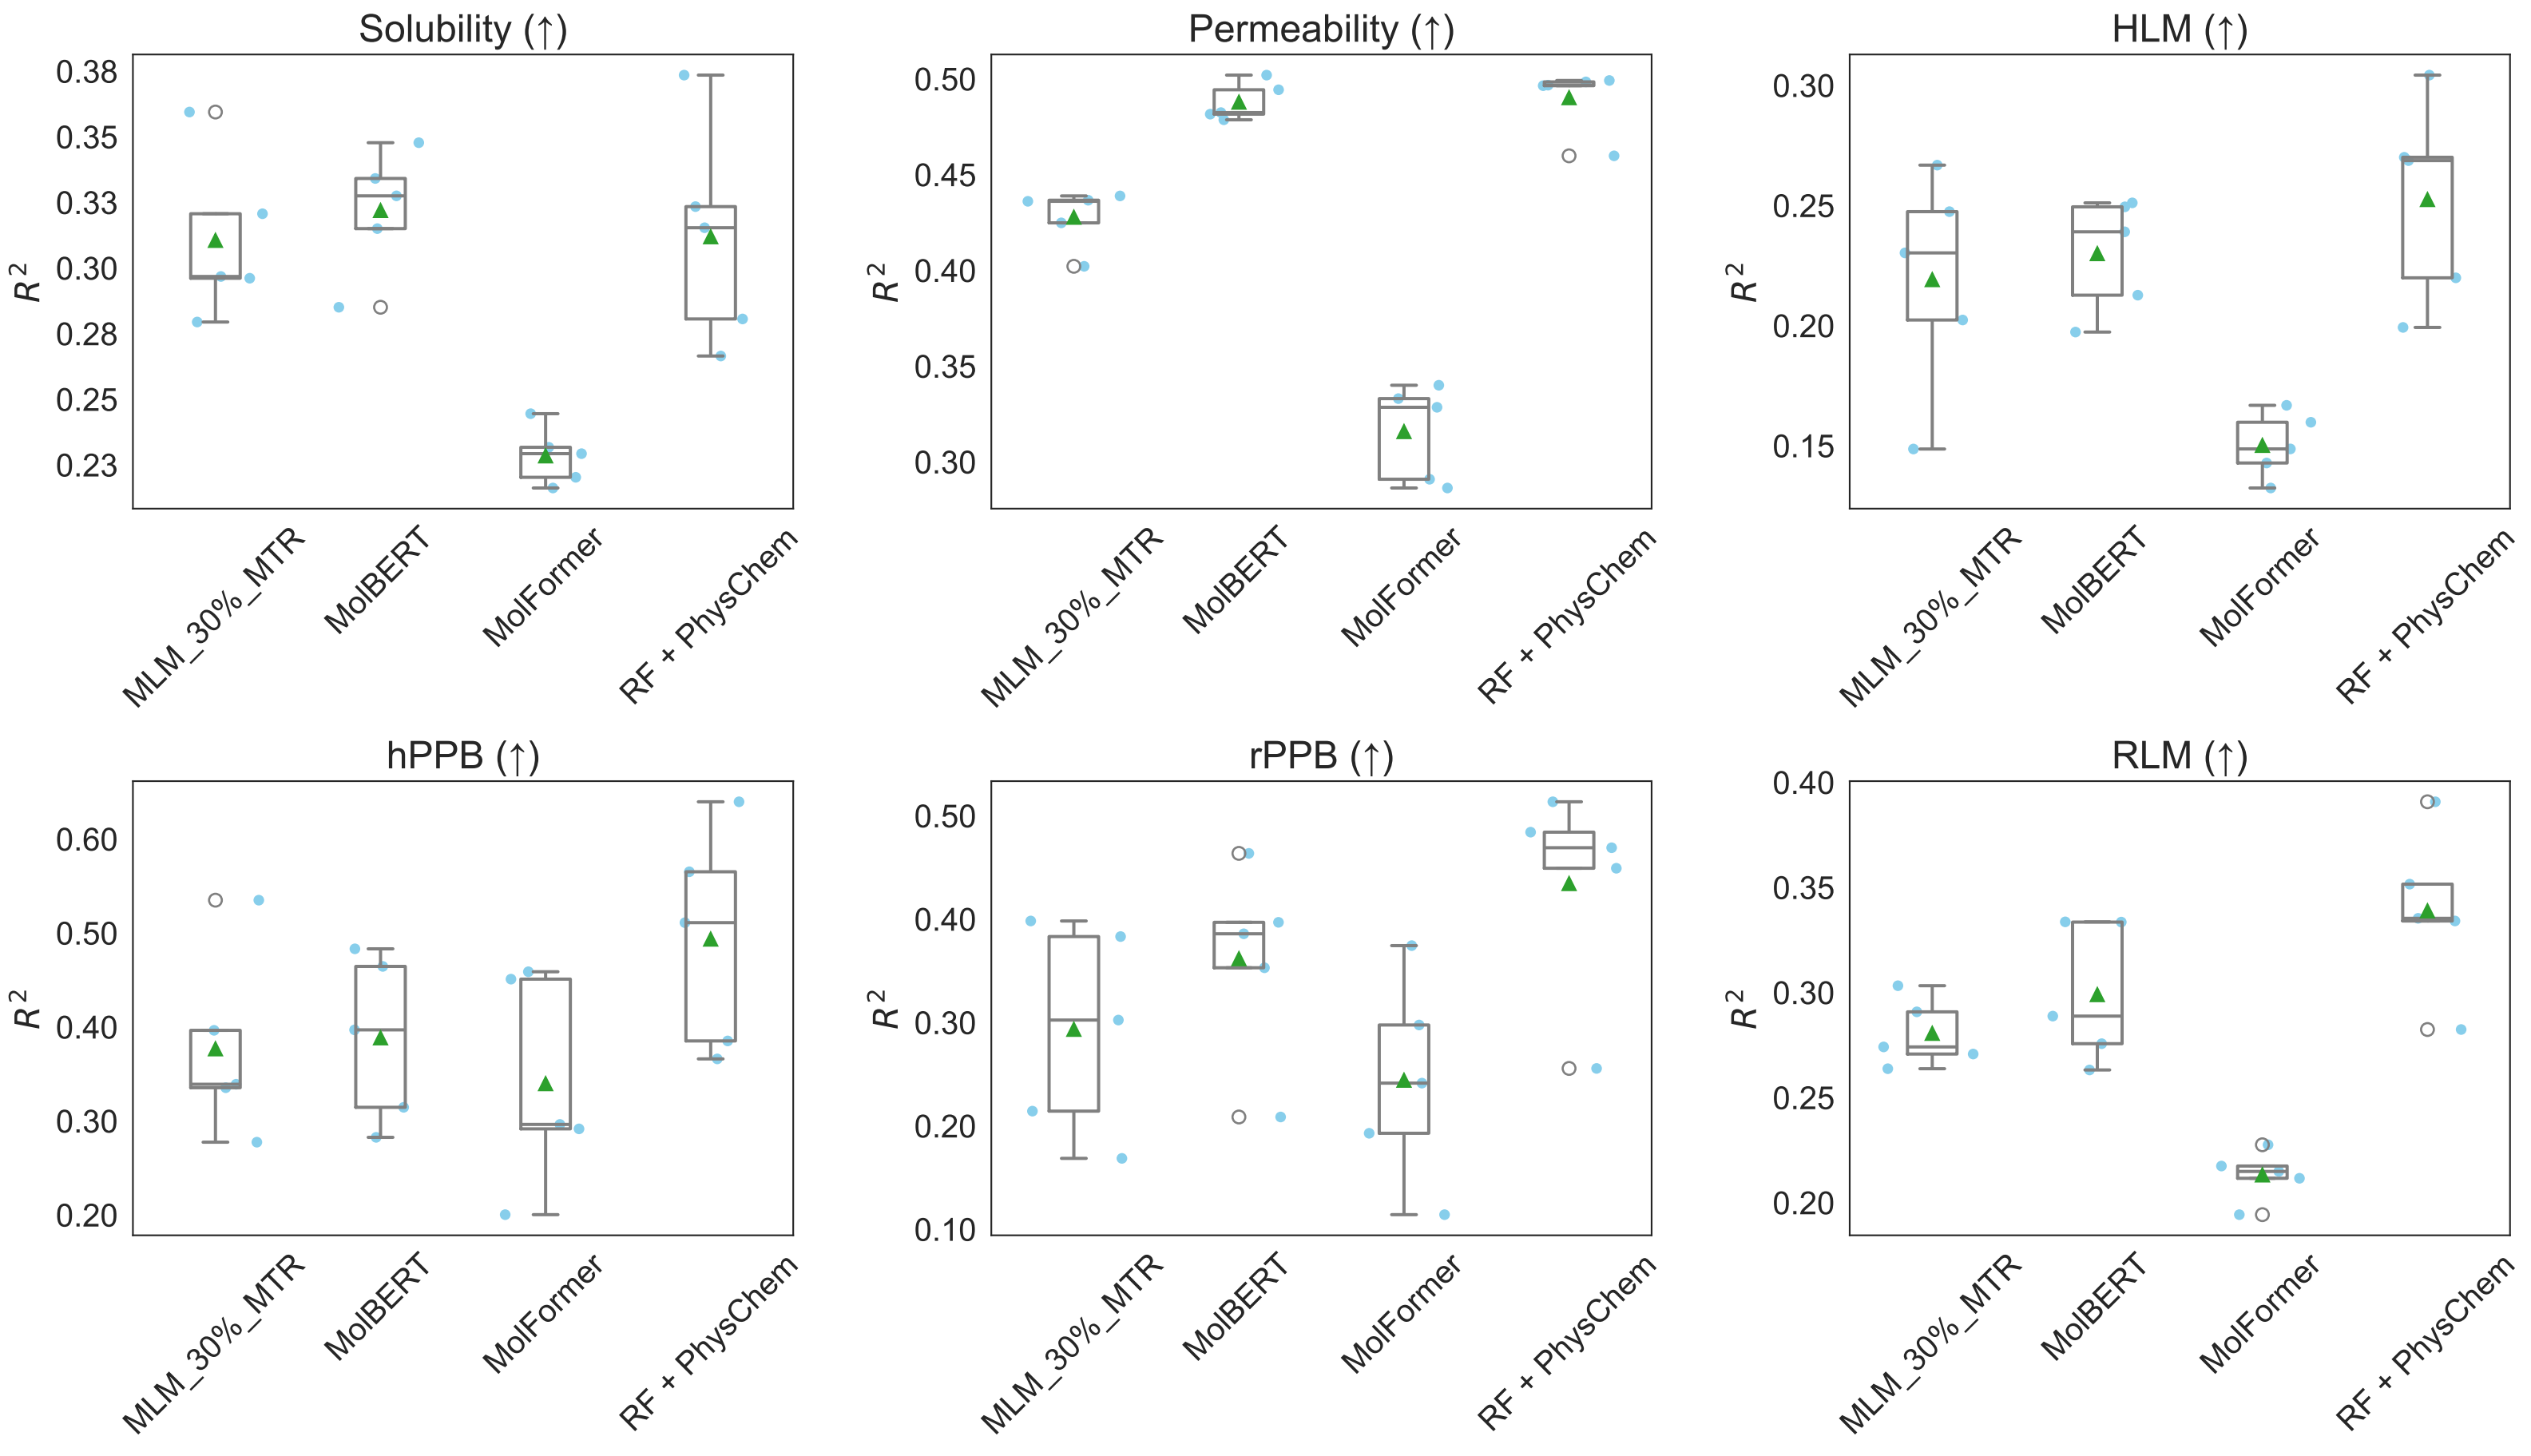 Solubility (↑)
R²
0.38
0.35
0.33
0.30
0.28
0.25
0.23
MLM_30%_MTR
MolBERT
MolFormer
RF + PhysChem
Permeability (↑)
R²
0.50
0.45
0.40
0.35
0.30
MLM_30%_MTR
MolBERT
MolFormer
RF + PhysChem
HLM (↑)
R²
0.30
0.25
0.20
0.15
MLM_30%_MTR
MolBERT
MolFormer
RF + PhysChem
hPPB (↑)
R²
0.60
0.50
0.40
0.30
0.20
MLM_30%_MTR
MolBERT
MolFormer
RF + PhysChem
rPPB (↑)
R²
0.50
0.40
0.30
0.20
0.10
MLM_30%_MTR
MolBERT
MolFormer
RF + PhysChem
RLM (↑)
R²
0.40
0.35
0.30
0.25
0.20
MLM_30%_MTR
MolBERT
MolFormer
RF + PhysChem